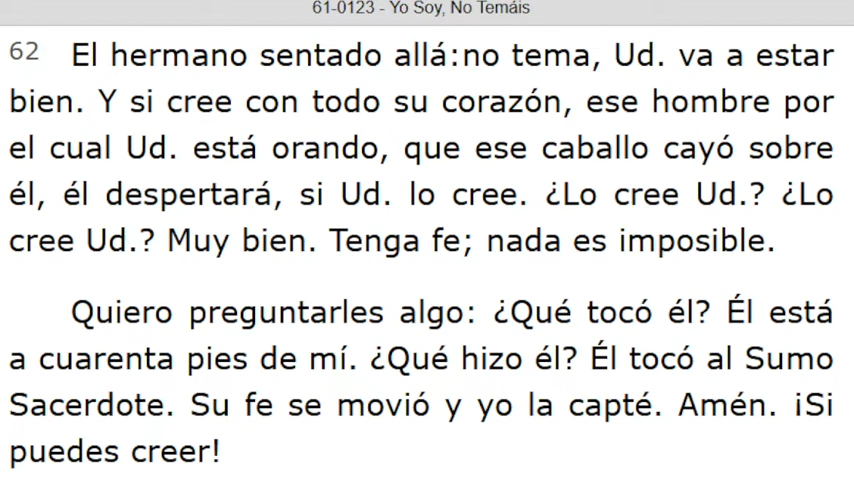 61-0123 - Yo Soy, No Temáis
62 El hermano sentado allá:no tema, Ud. va a estar
bien. Y si cree con todo su corazón, ese hombre por
el cual Ud. está orando, que ese caballo cayó sobre
él, él despertará, si Ud. lo cree. ¿Lo cree Ud.? ¿Lo
cree Ud.? Muy bien. Tenga fe; nada es imposible.
Quiero preguntarles algo: ¿Qué tocó él? Él está
a cuarenta pies de mí. ¿Qué hizo él? Él tocó al Sumo
Sacerdote. Su fe se movió y yo la capté. Amén. ¡Si
puedes creer!